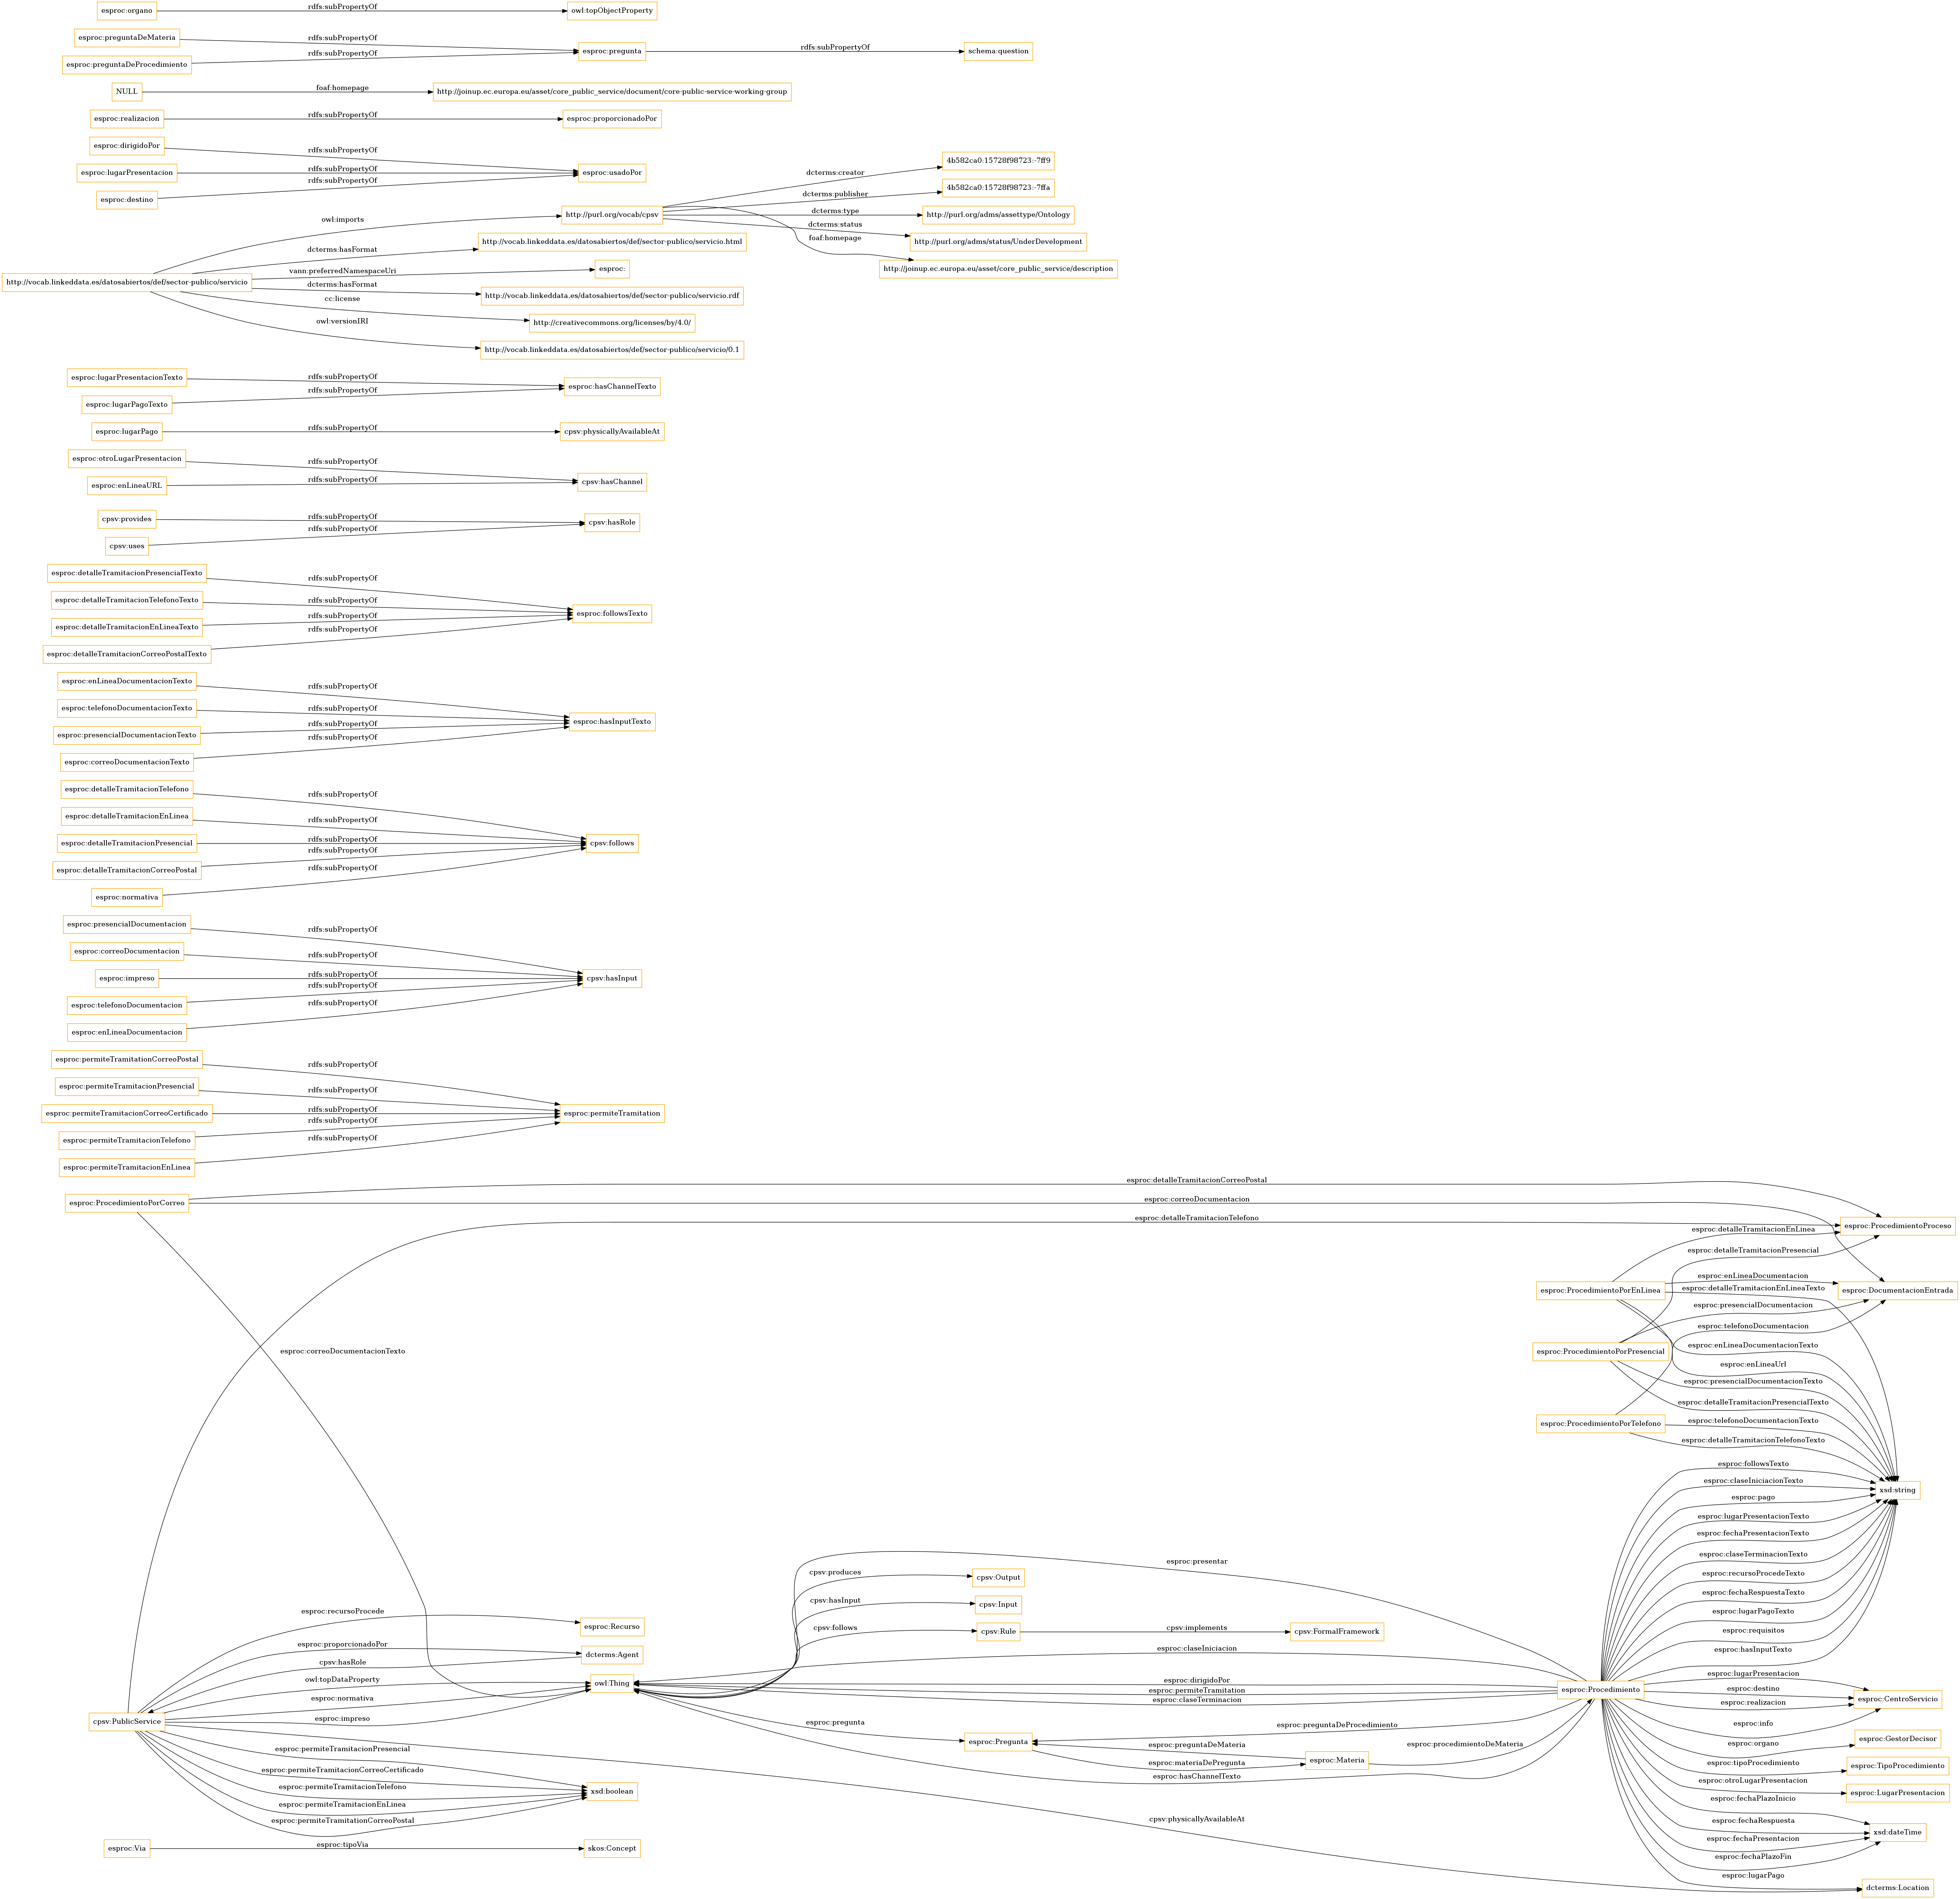 esproc:organo
rdfs:subPropertyOf
owl:topObjectProperty
esproc:preguntaDeMateria
rdfs:subPropertyOf
esproc:preguntaDeProcedimiento
rdfs:subPropertyOf
esproc:pregunta
rdfs:subPropertyOf
schema:question
NULL
foaf:homepage
http://joinup.ec.europa.eu/asset/core_public_service/document/core-public-service-working-group
esproc:realizacion
rdfs:subPropertyOf
esproc:proporcionadoPor
esproc:dirigidoPor
rdfs:subPropertyOf
esproc:lugarPresentacion
rdfs:subPropertyOf
esproc:destino
rdfs:subPropertyOf
esproc:usadoPor
http://vocab.linkeddata.es/datosabiertos/def/sector-publico/servicio
owl:imports
http://purl.org/vocab/cpsv
dcterms:creator
4b582ca0:15728f98723:-7ff9
dcterms:publisher
4b582ca0:15728f98723:-7ffa
dcterms:type
http://purl.org/adms/assettype/Ontology
dcterms:status
http://purl.org/adms/status/UnderDevelopment
foaf:homepage
http://joinup.ec.europa.eu/asset/core_public_service/description
dcterms:hasFormat
http://vocab.linkeddata.es/datosabiertos/def/sector-publico/servicio.html
vann:preferredNamespaceUri
esproc:
dcterms:hasFormat
http://vocab.linkeddata.es/datosabiertos/def/sector-publico/servicio.rdf
cc:license
http://creativecommons.org/licenses/by/4.0/
owl:versionIRI
http://vocab.linkeddata.es/datosabiertos/def/sector-publico/servicio/0.1
esproc:lugarPresentacionTexto
rdfs:subPropertyOf
esproc:lugarPagoTexto
rdfs:subPropertyOf
esproc:hasChannelTexto
esproc:lugarPago
rdfs:subPropertyOf
cpsv:physicallyAvailableAt
esproc:otroLugarPresentacion
rdfs:subPropertyOf
esproc:enLineaURL
rdfs:subPropertyOf
cpsv:hasChannel
cpsv:provides
rdfs:subPropertyOf
cpsv:uses
rdfs:subPropertyOf
cpsv:hasRole
esproc:detalleTramitacionPresencialTexto
rdfs:subPropertyOf
esproc:detalleTramitacionTelefonoTexto
rdfs:subPropertyOf
esproc:detalleTramitacionEnLineaTexto
rdfs:subPropertyOf
esproc:detalleTramitacionCorreoPostalTexto
rdfs:subPropertyOf
esproc:followsTexto
esproc:enLineaDocumentacionTexto
rdfs:subPropertyOf
esproc:telefonoDocumentacionTexto
rdfs:subPropertyOf
esproc:presencialDocumentacionTexto
rdfs:subPropertyOf
esproc:correoDocumentacionTexto
rdfs:subPropertyOf
esproc:hasInputTexto
esproc:detalleTramitacionTelefono
rdfs:subPropertyOf
esproc:detalleTramitacionEnLinea
rdfs:subPropertyOf
esproc:detalleTramitacionPresencial
rdfs:subPropertyOf
esproc:detalleTramitacionCorreoPostal
rdfs:subPropertyOf
esproc:normativa
rdfs:subPropertyOf
cpsv:follows
esproc:presencialDocumentacion
rdfs:subPropertyOf
esproc:correoDocumentacion
rdfs:subPropertyOf
esproc:impreso
rdfs:subPropertyOf
esproc:telefonoDocumentacion
rdfs:subPropertyOf
esproc:enLineaDocumentacion
rdfs:subPropertyOf
cpsv:hasInput
esproc:permiteTramitationCorreoPostal
rdfs:subPropertyOf
esproc:permiteTramitacionPresencial
rdfs:subPropertyOf
esproc:permiteTramitacionCorreoCertificado
rdfs:subPropertyOf
esproc:permiteTramitacionTelefono
rdfs:subPropertyOf
esproc:permiteTramitacionEnLinea
rdfs:subPropertyOf
esproc:permiteTramitation
esproc:ProcedimientoPorCorreo
esproc:detalleTramitacionCorreoPostal
esproc:correoDocumentacion
esproc:correoDocumentacionTexto
esproc:detalleTramitacionTelefono
esproc:ProcedimientoProceso
esproc:detalleTramitacionEnLinea
esproc:detalleTramitacionPresencial
esproc:ProcedimientoPorEnLinea
esproc:enLineaDocumentacion
esproc:detalleTramitacionEnLineaTexto
esproc:DocumentacionEntrada
esproc:presencialDocumentacion
esproc:telefonoDocumentacion
esproc:ProcedimientoPorPresencial
esproc:enLineaDocumentacionTexto
esproc:enLineaUrl
esproc:presencialDocumentacionTexto
esproc:detalleTramitacionPresencialTexto
esproc:ProcedimientoPorTelefono
esproc:telefonoDocumentacionTexto
esproc:detalleTramitacionTelefonoTexto
esproc:followsTexto
esproc:claseIniciacionTexto
xsd:string
esproc:pago
esproc:lugarPresentacionTexto
esproc:fechaPresentacionTexto
esproc:claseTerminacionTexto
esproc:recursoProcedeTexto
esproc:fechaRespuestaTexto
esproc:lugarPagoTexto
esproc:requisitos
esproc:hasInputTexto
esproc:presentar
cpsv:produces
cpsv:Output
cpsv:hasInput
cpsv:Input
cpsv:follows
cpsv:Rule
cpsv:implements
cpsv:FormalFramework
esproc:recursoProcede
esproc:Recurso
esproc:proporcionadoPor
dcterms:Agent
cpsv:hasRole
owl:topDataProperty
owl:Thing
esproc:normativa
esproc:impreso
cpsv:PublicService
esproc:claseIniciacion
esproc:dirigidoPor
esproc:permiteTramitation
esproc:claseTerminacion
esproc:Procedimiento
esproc:lugarPresentacion
esproc:destino
esproc:realizacion
esproc:CentroServicio
esproc:info
esproc:organo
esproc:GestorDecisor
esproc:tipoProcedimiento
esproc:TipoProcedimiento
esproc:otroLugarPresentacion
esproc:LugarPresentacion
esproc:fechaPlazoInicio
esproc:fechaRespuesta
xsd:dateTime
esproc:fechaPresentacion
esproc:fechaPlazoFin
esproc:lugarPago
dcterms:Location
esproc:pregunta
esproc:Pregunta
esproc:preguntaDeProcedimiento
esproc:preguntaDeMateria
esproc:procedimientoDeMateria
esproc:materiaDePregunta
esproc:Materia
esproc:hasChannelTexto
esproc:permiteTramitacionPresencial
esproc:permiteTramitacionCorreoCertificado
esproc:permiteTramitacionTelefono
xsd:boolean
esproc:permiteTramitacionEnLinea
esproc:permiteTramitationCorreoPostal
cpsv:physicallyAvailableAt
esproc:Via
esproc:tipoVia
skos:Concept